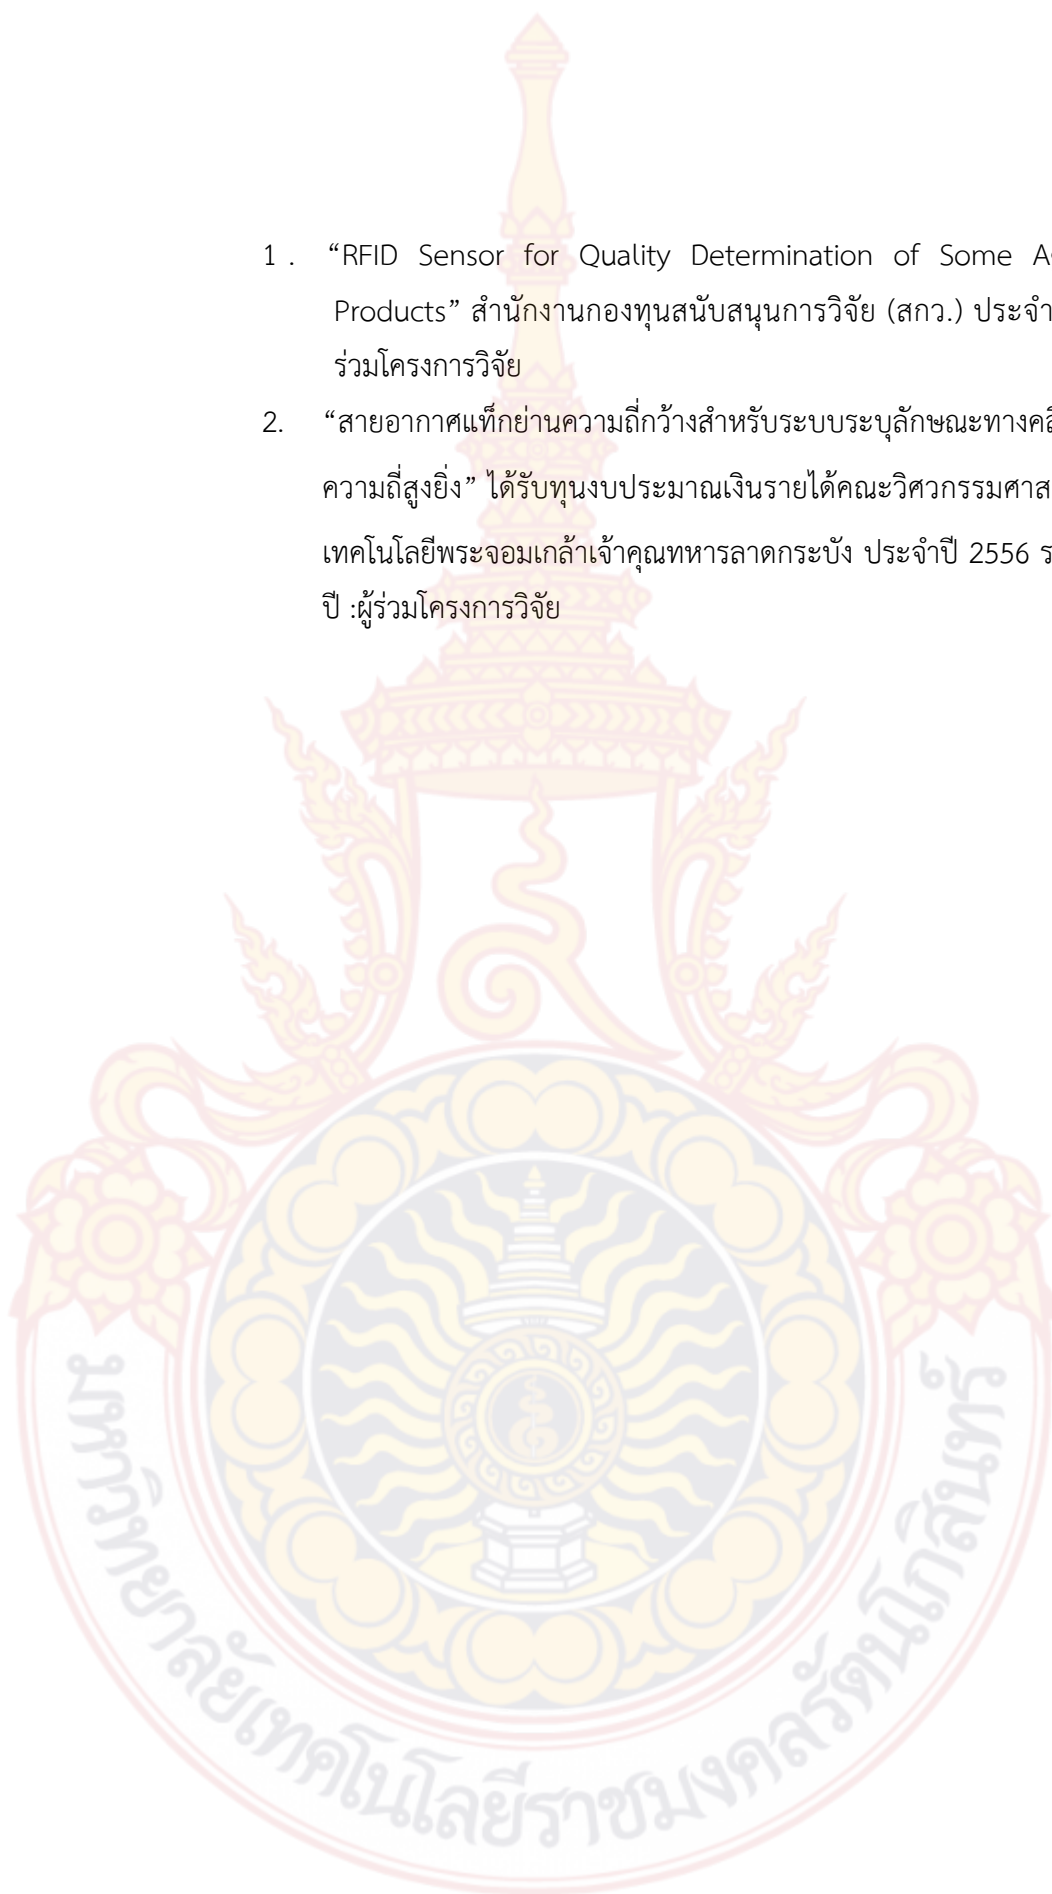 1 . “RFID Sensor for Quality Determination of Some
Products” สำนักงานกองทุนสนับสนุนการวิจัย (สกว.) ประจำ
ร่วมโครงการวิจัย
2. “สายอากาศแท็กย่านความถี่กว้างสำหรับระบบระบุลักษณะทาง
ความถี่สูงยิ่ง” ได้รับทุนงบประมาณเงินรายได้คณะวิศวกรรมศาส
เทคโนโลยีพระจอมเกล้าเจ้าคุณทหารลาดกระบัง ประจำปี 2556
ปี :ผู้ร่วมโครงการวิจัย
มหาวิทยาลัยเทคโนโลยีราชมงคลรัตนโกสินทร์